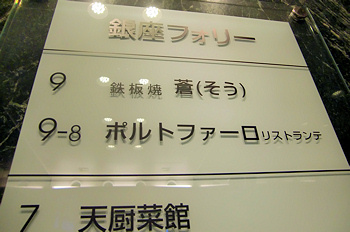 銀座フォリー
9 鉄板焼 蒼(そう)
9-8 ポルトファーロリストランテ
7 天厨菜館